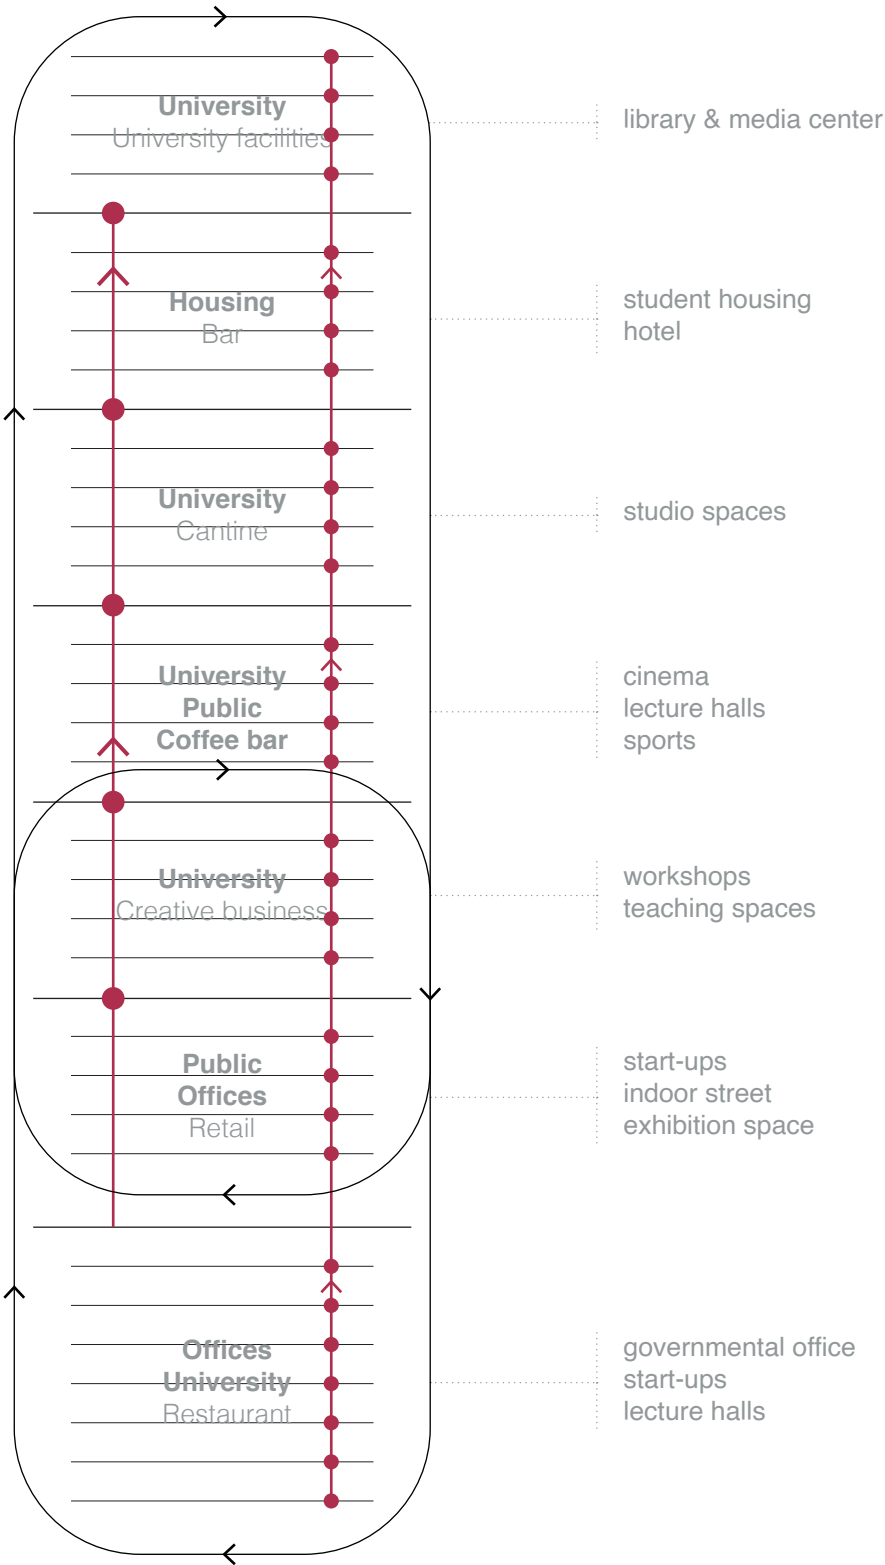 University
University facilities
library & media center
Housing
Bar
student housing
hotel
University
Cantine
studio spaces
University
Public
Coffee bar
cinema
lecture halls
sports
University
Creative business
workshops
teaching spaces
Public
Offices
Retail
start-ups
indoor street
exhibition space
Offices
University
Restaurant
governmental office
start-ups
lecture halls